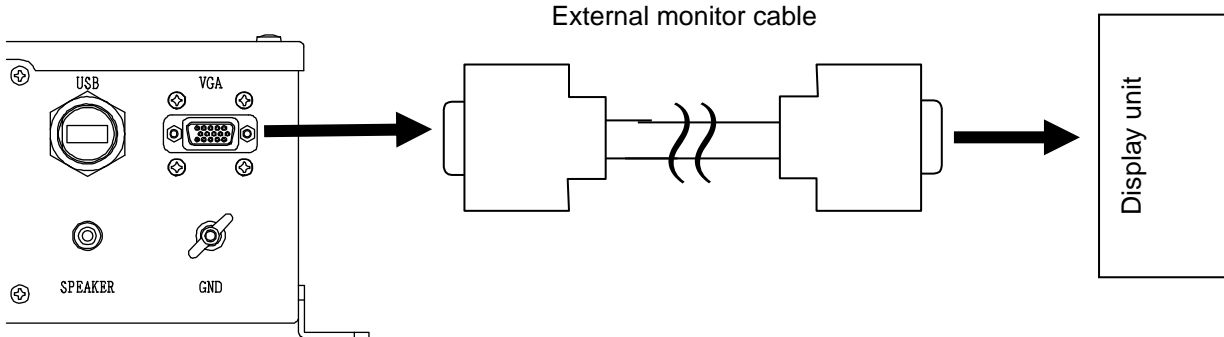 External monitor cable
USB
VGA
SPEAKER
GND
Display unit